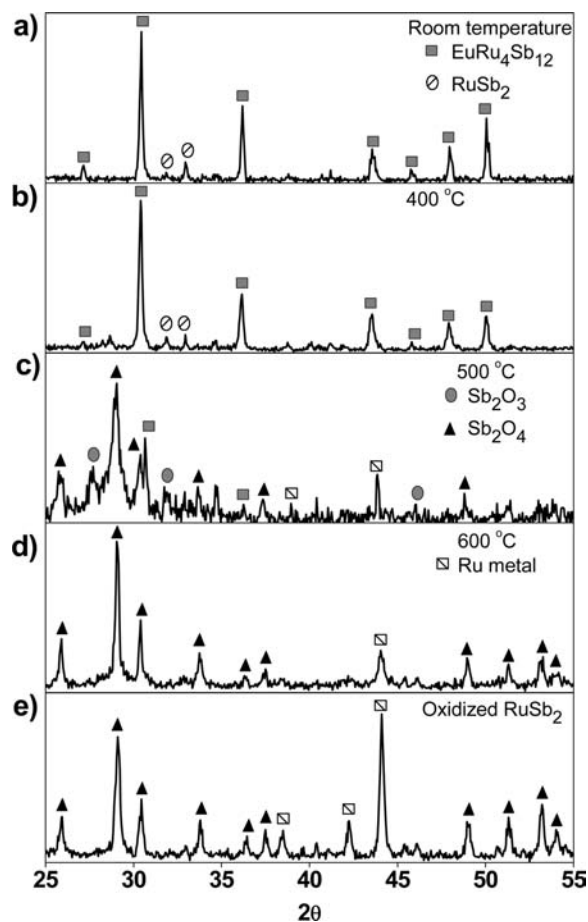 a)
Room temperature
EuRu4Sb12
RuSb2
b)
400 °C
c)
500 °C
Sb2O3
Sb2O4
d)
600 °C
Ru metal
e)
Oxidized RuSb2
25 30 35 40 45 50 55
2θ